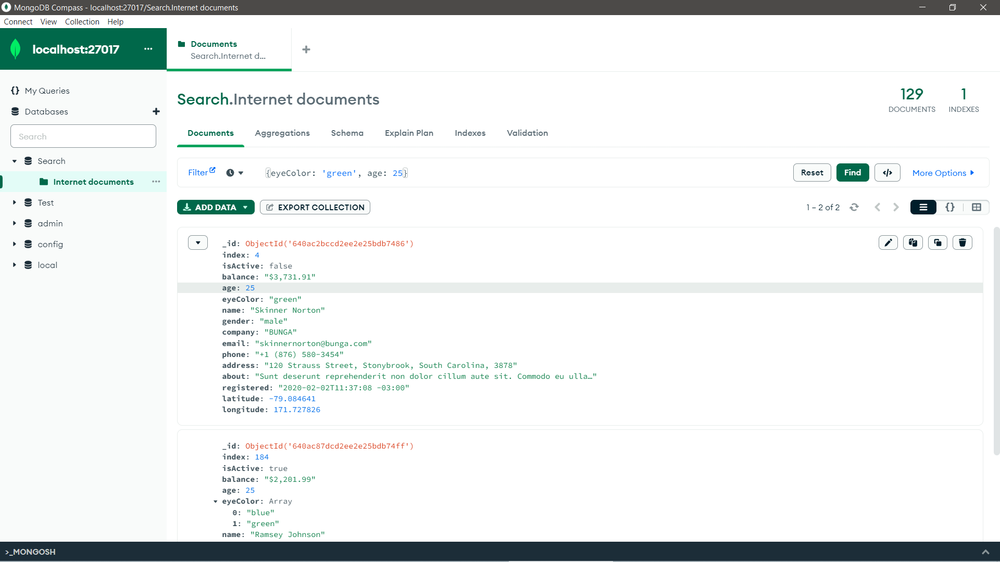 MongoDB Compass - localhost:27017/Search.Internet documents
Connect View Collection Help
localhost:27017
Documents
Search.Internet d...
My Queries
Databases
Search
Search
Internet documents
Test
admin
config
local
Search.Internet documents
129
DOCUMENTS
1
INDEXES
Documents Aggregations Schema Explain Plan Indexes Validation
Filter
{eyeColor: 'green', age: 25}
Reset Find </> More Options
ADD DATA EXPORT COLLECTION
1 – 2 of 2
{}
_id: ObjectId('640ac2bccd2ee2e25bdb7486')
index: 4
isActive: false
balance: "$3,731.91"
age: 25
eyeColor: "green"
name: "Skinner Norton"
gender: "male"
company: "BUNGA"
email: "skinnernorton@bunga.com"
phone: "+1 (876) 580-3454"
address: "120 Strauss Street, Stonybrook, South Carolina, 3878"
about: "Sunt deserunt reprehenderit non dolor cillum aute sit. Commodo eu ulla…"
registered: "2020-02-02T11:37:08 -03:00"
latitude: -79.084641
longitude: 171.727826
_id: ObjectId('640ac87dcd2ee2e25bdb74ff')
index: 184
isActive: true
balance: "$2,201.99"
age: 25
eyeColor: Array
0: "blue"
1: "green"
name: "Ramsey Johnson"
>_MONGOSH